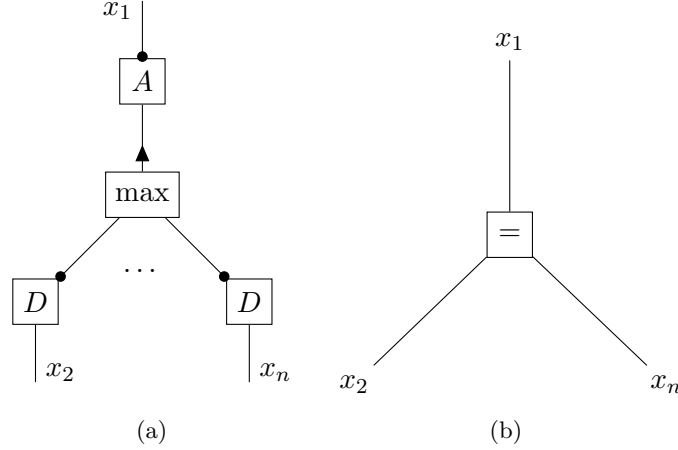 x₁
A
max
...
D D
x₂ xₙ
(a)
x₁
=
x₂ xₙ
(b)